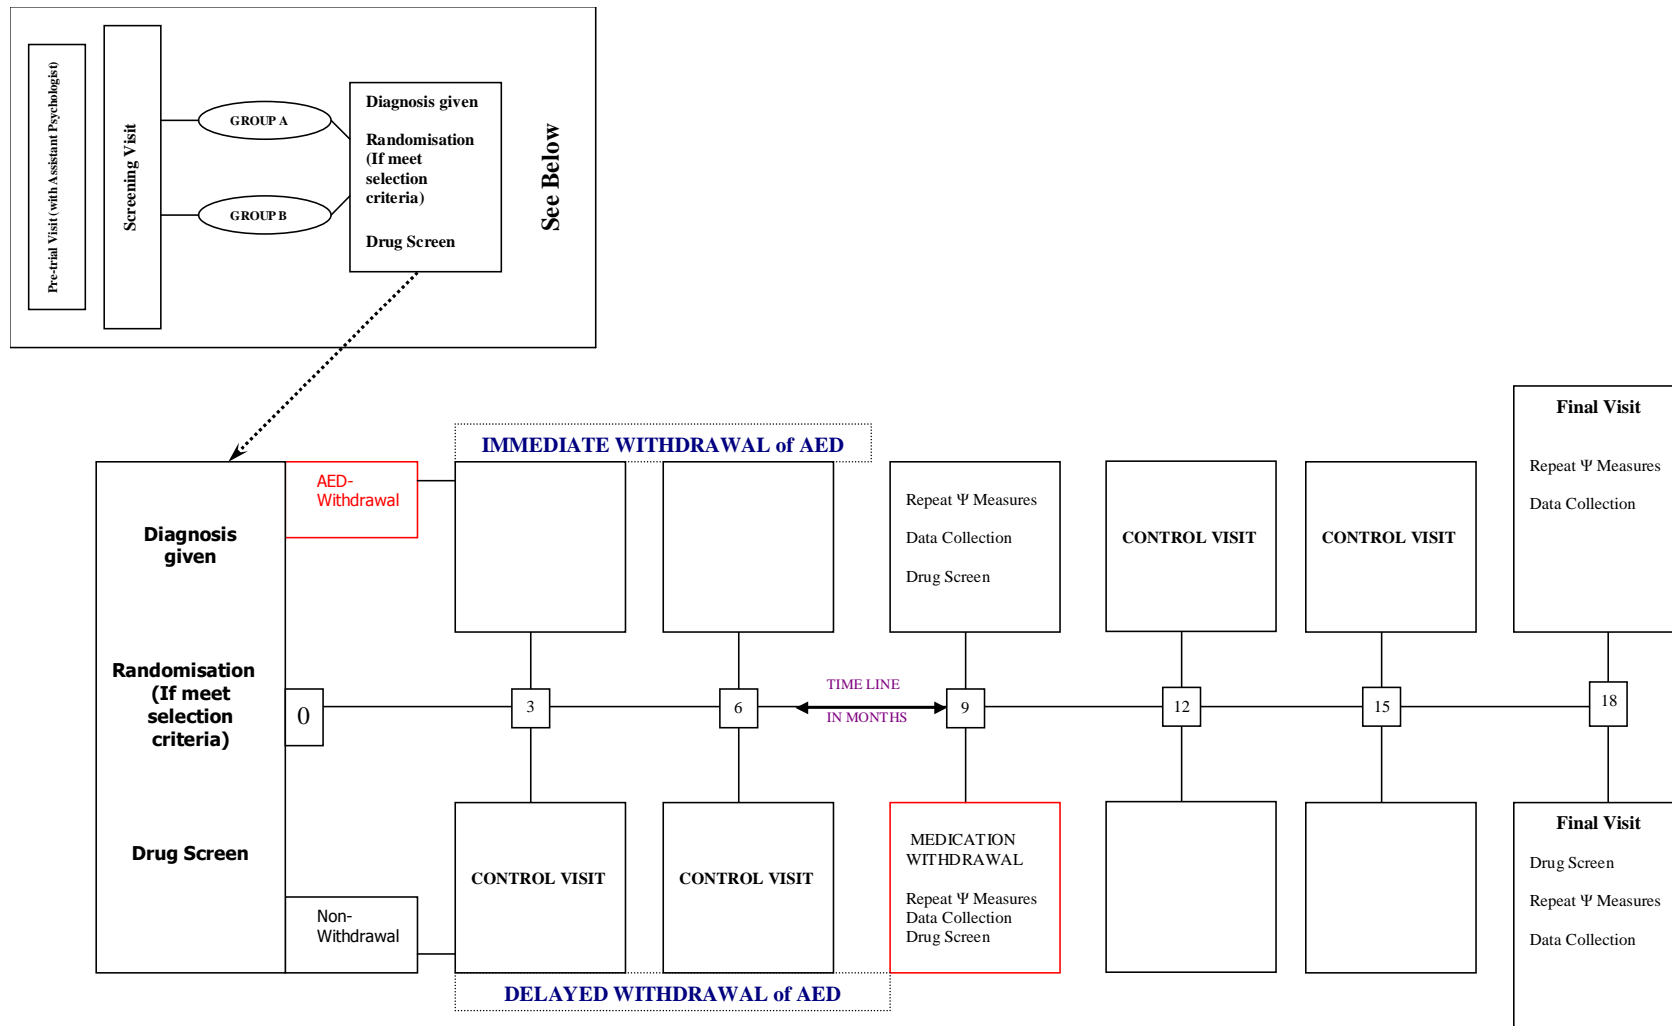 Pre-trial Visit (with Assistant Psychologist)
Screening Visit
GROUP A
GROUP B
Diagnosis given
Randomisation
(If meet
selection
criteria)
Drug Screen
See Below
IMMEDIATE WITHDRAWAL of AED
Diagnosis
given
Randomisation
(If meet
selection
criteria)
Drug Screen
AED-
Withdrawal
Repeat Ψ Measures
Data Collection
Drug Screen
CONTROL VISIT
CONTROL VISIT
Final Visit
Repeat Ψ Measures
Data Collection
0
3
6
TIME LINE
IN MONTHS
9
12
15
18
Non-
Withdrawal
CONTROL VISIT
CONTROL VISIT
MEDICATION
WITHDRAWAL
Repeat Ψ Measures
Data Collection
Drug Screen
Final Visit
Drug Screen
Repeat Ψ Measures
Data Collection
DELAYED WITHDRAWAL of AED